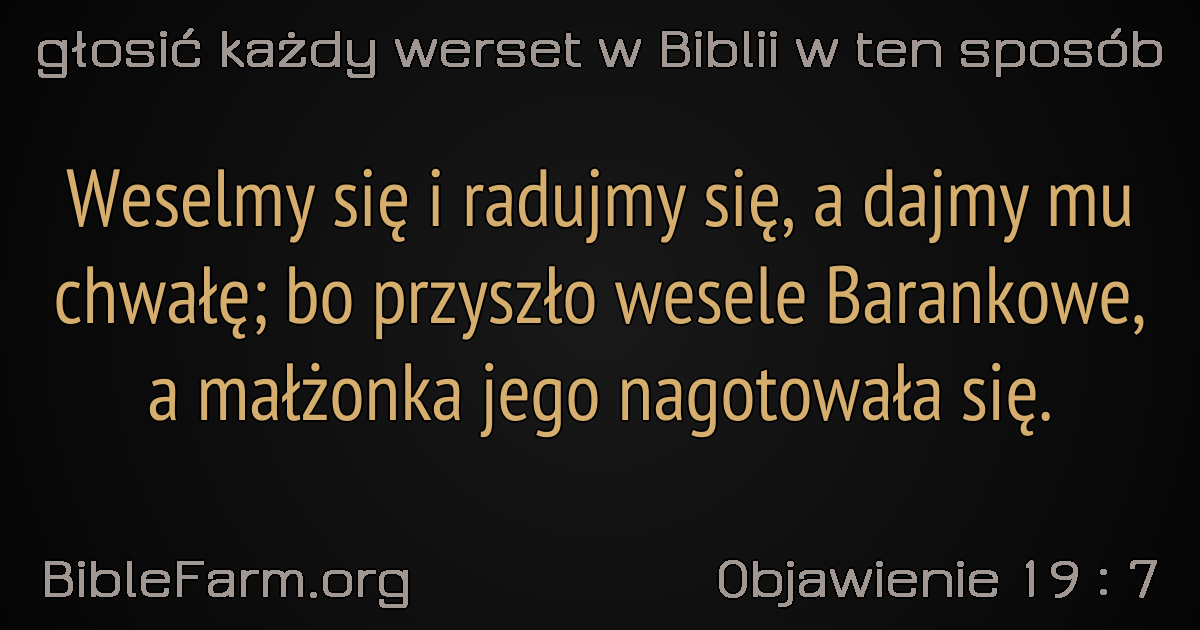 głosić każdy werset w Biblii w ten sposób
Weselmy się i radujmy się, a dajmy mu
chwałę; bo przyszło wesele Barankowe,
a małżonka jego nagotowała się.
BibleFarm.org
Objawienie 19 : 7